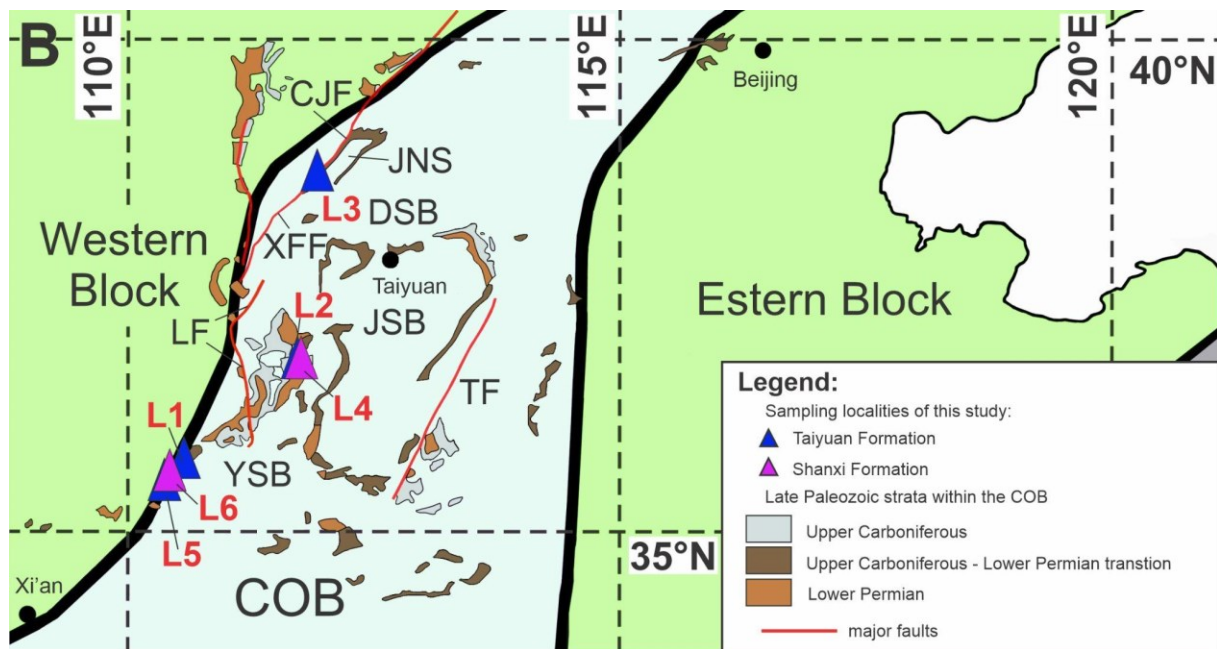 B
110°E
115°E
120°E
40°N
Beijing
CJF
JNS
L3
DSB
XFF
Western
Block
Taiyuan
Estern Block
L2
JSB
LF
TF
L4
L1
YSB
L6
L5
35°N
Xi'an
COB
Legend:
Sampling localities of this study:
Taiyuan Formation
Shanxi Formation
Late Paleozoic strata within the COB
Upper Carboniferous
Upper Carboniferous - Lower Permian transtion
Lower Permian
major faults